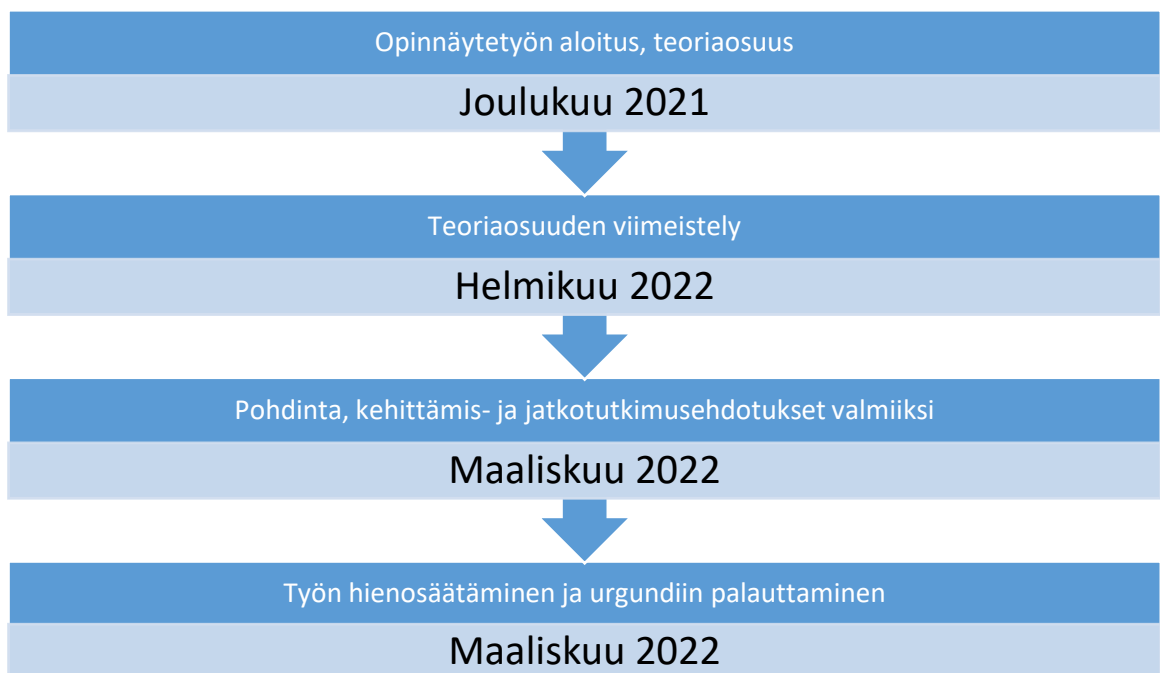 Opinnäytetyön aloitus, teoriaosuus
Joulukuu 2021
Teoriaosuuden viimeistely
Helmikuu 2022
Pohdinta, kehittämis- ja jatkotutkimusehdotukset valmiiksi
Maaliskuu 2022
Työn hienosäätäminen ja urgundiin palauttaminen
Maaliskuu 2022